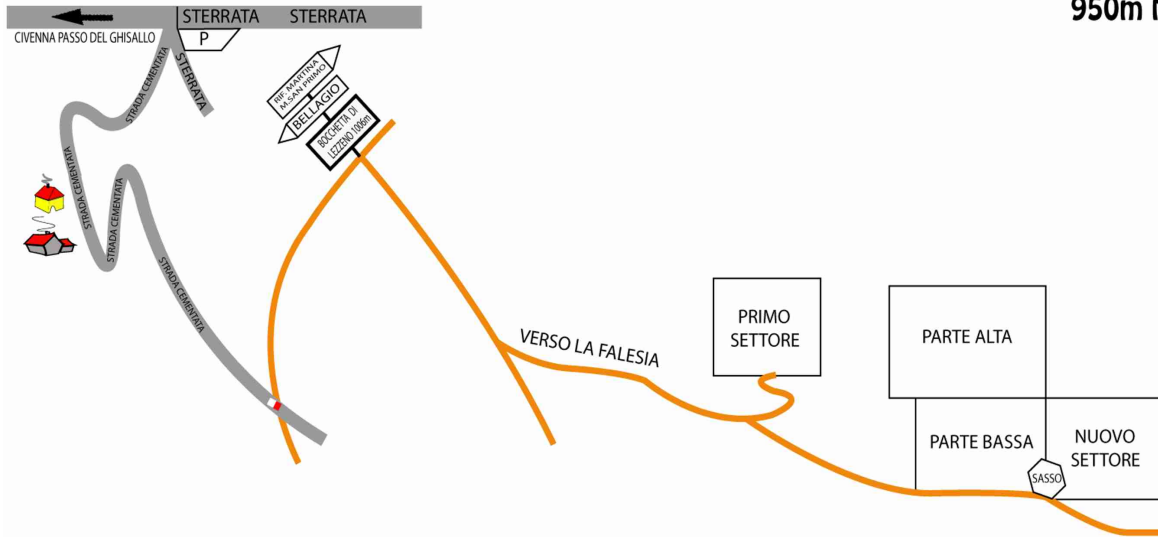 950m
STERRATA STERRATA
CIVENNA PASSO DEL GHISALLO
P
STERRATA
STRADA CEMENTATA
STRADA CEMENTATA
STRADA CEMENTATA
STRADA CEMENTATA
RIF. MARTINA
M.SAN PRIMO
BELLAGIO
BOCCHETTA DI
LEZZENO 1006m
VERSO LA FALESIA
PRIMO
SETTORE
PARTE ALTA
PARTE BASSA
NUOVO
SETTORE
SASSO